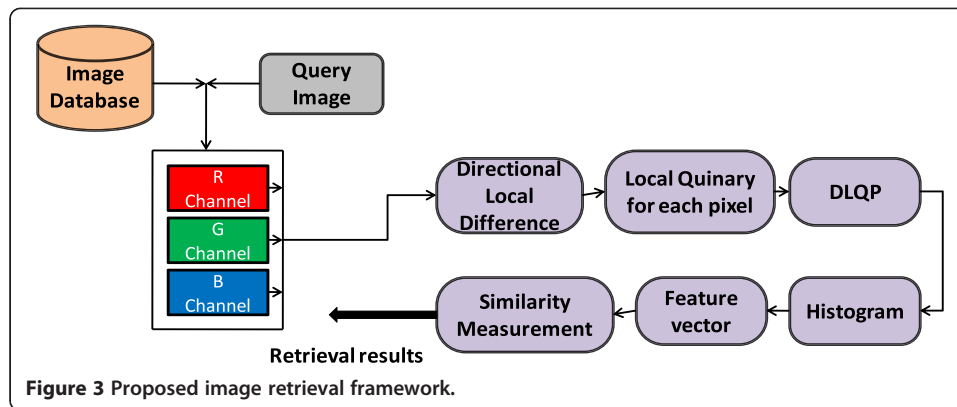 Image
Database
Query
Image
R
Channel
G
Channel
B
Channel
Directional
Local
Difference
Local Quinary
for each pixel
DLQP
Histogram
Feature
vector
Similarity
Measurement
Retrieval results
Figure 3 Proposed image retrieval framework.